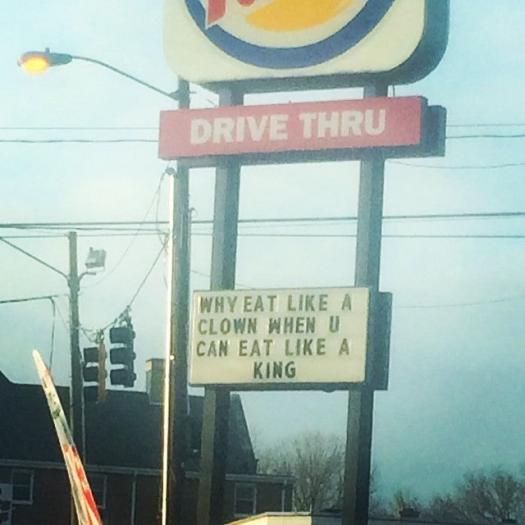 DRIVE THRU
WHY EAT LIKE A
CLOWN WHEN U
CAN EAT LIKE A
KING